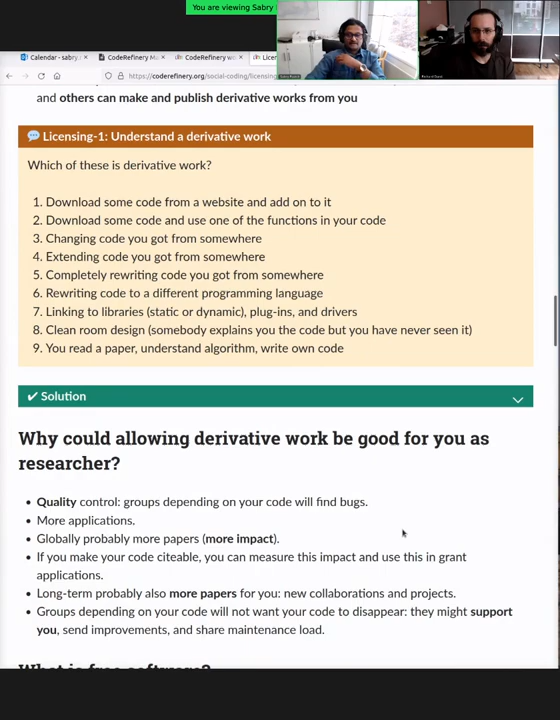 You are viewing Sabry
Calendar - sabry.
CodeRefinery M
CodeRefinery wo
Licen
https://coderefinery.org/social-coding/licensing
and others can make and publish derivative works from you
💬 Licensing-1: Understand a derivative work
Which of these is derivative work?
1. Download some code from a website and add on to it
2. Download some code and use one of the functions in your code
3. Changing code you got from somewhere
4. Extending code you got from somewhere
5. Completely rewriting code you got from somewhere
6. Rewriting code to a different programming language
7. Linking to libraries (static or dynamic), plug-ins, and drivers
8. Clean room design (somebody explains you the code but you have never seen it)
9. You read a paper, understand algorithm, write own code
✔ Solution
Why could allowing derivative work be good for you as
researcher?
• Quality control: groups depending on your code will find bugs.
• More applications.
• Globally probably more papers (more impact).
• If you make your code citeable, you can measure this impact and use this in grant
applications.
• Long-term probably also more papers for you: new collaborations and projects.
• Groups depending on your code will not want your code to disappear: they might support
you, send improvements, and share maintenance load.
What is free software?